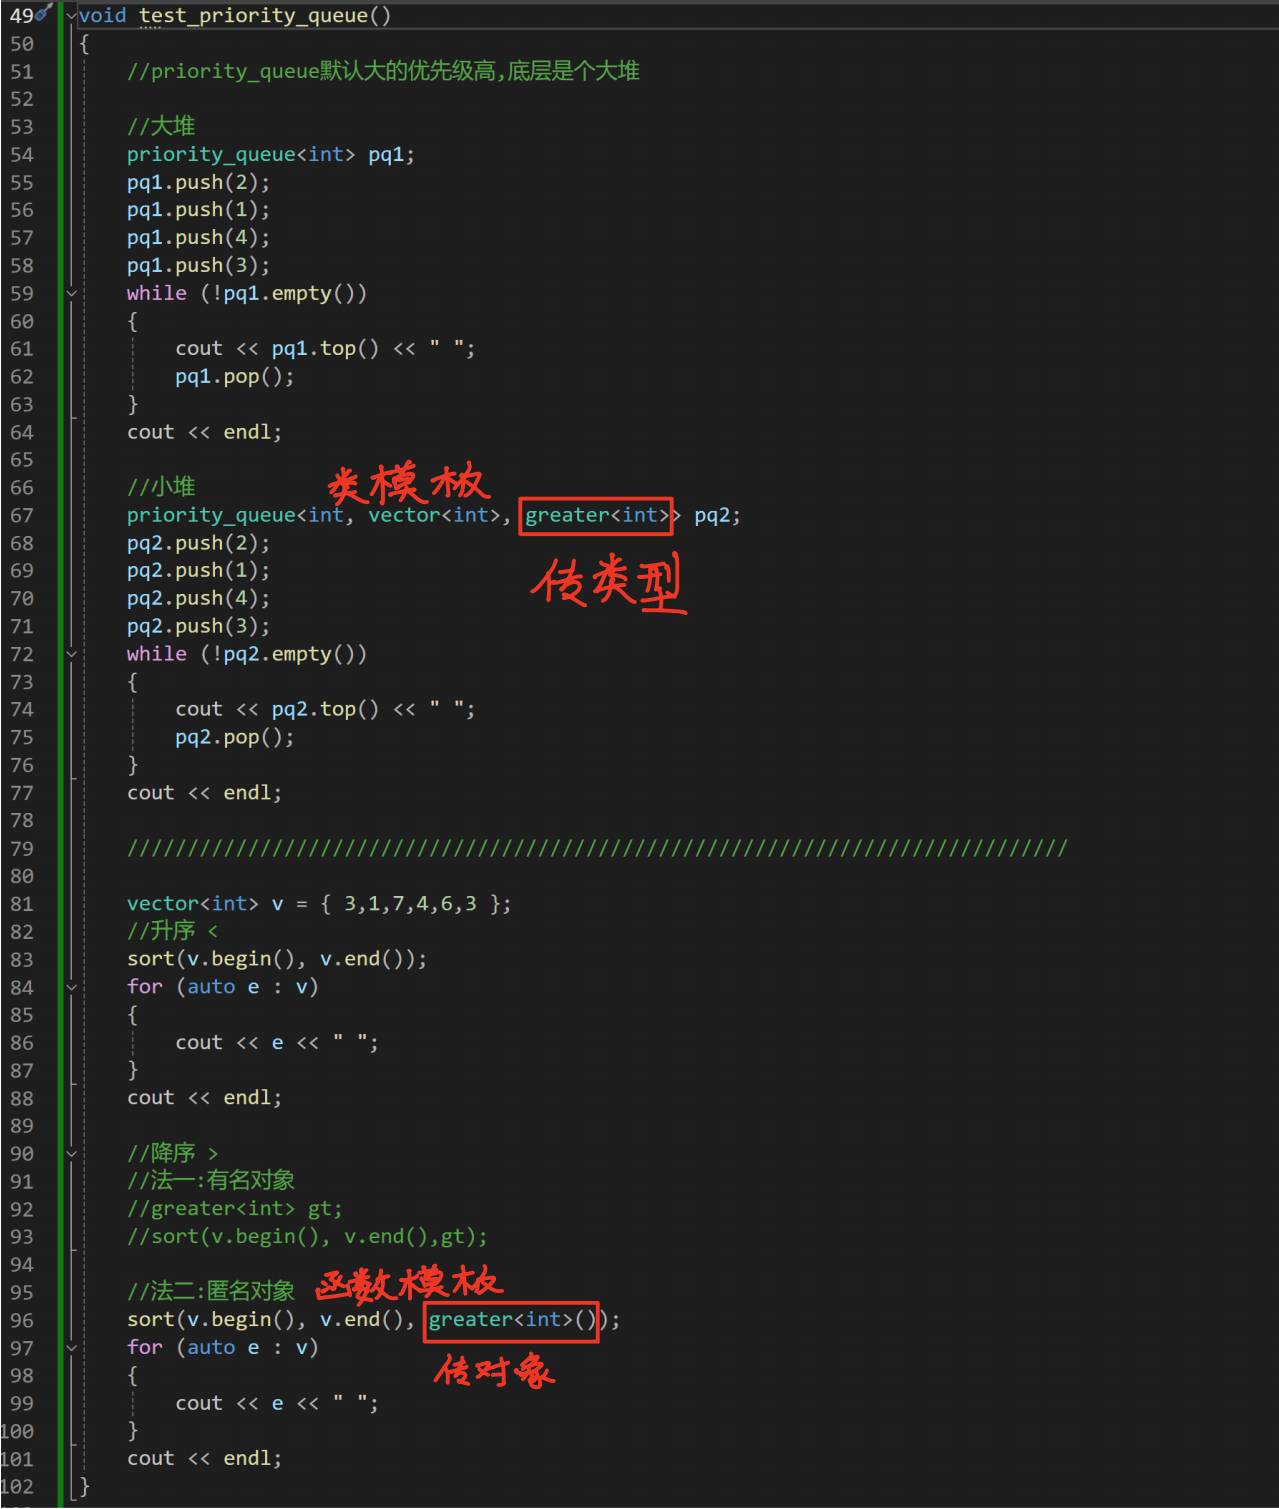 49 void test_priority_queue()
50 {
51 //priority_queue默认大的优先级高,底层是个大堆
52
53 //大堆
54 priority_queue<int> pq1;
55 pq1.push(2);
56 pq1.push(1);
57 pq1.push(4);
58 pq1.push(3);
59 while (!pq1.empty())
60 {
61 cout << pq1.top() << " ";
62 pq1.pop();
63 }
64 cout << endl;
65
66 //小堆 类模板
67 priority_queue<int, vector<int>, greater<int>> pq2;
68 pq2.push(2);
69 pq2.push(1);
传类型
70 pq2.push(4);
71 pq2.push(3);
72 while (!pq2.empty())
73 {
74 cout << pq2.top() << " ";
75 pq2.pop();
76 }
77 cout << endl;
78
79 //////////////////////////////////////////////////////////////////////////////
80
81 vector<int> v = { 3,1,7,4,6,3 };
82 //升序 <
83 sort(v.begin(), v.end());
84 for (auto e : v)
85 {
86 cout << e << " ";
87 }
88 cout << endl;
89
90 //降序 >
91 //法一:有名对象
92 //greater<int> gt;
93 //sort(v.begin(), v.end(),gt);
94
95 //法二:匿名对象 函数模板
96 sort(v.begin(), v.end(), greater<int>());
97 for (auto e : v)
98 {
传对象
99 cout << e << " ";
100 }
101 cout << endl;
102 }